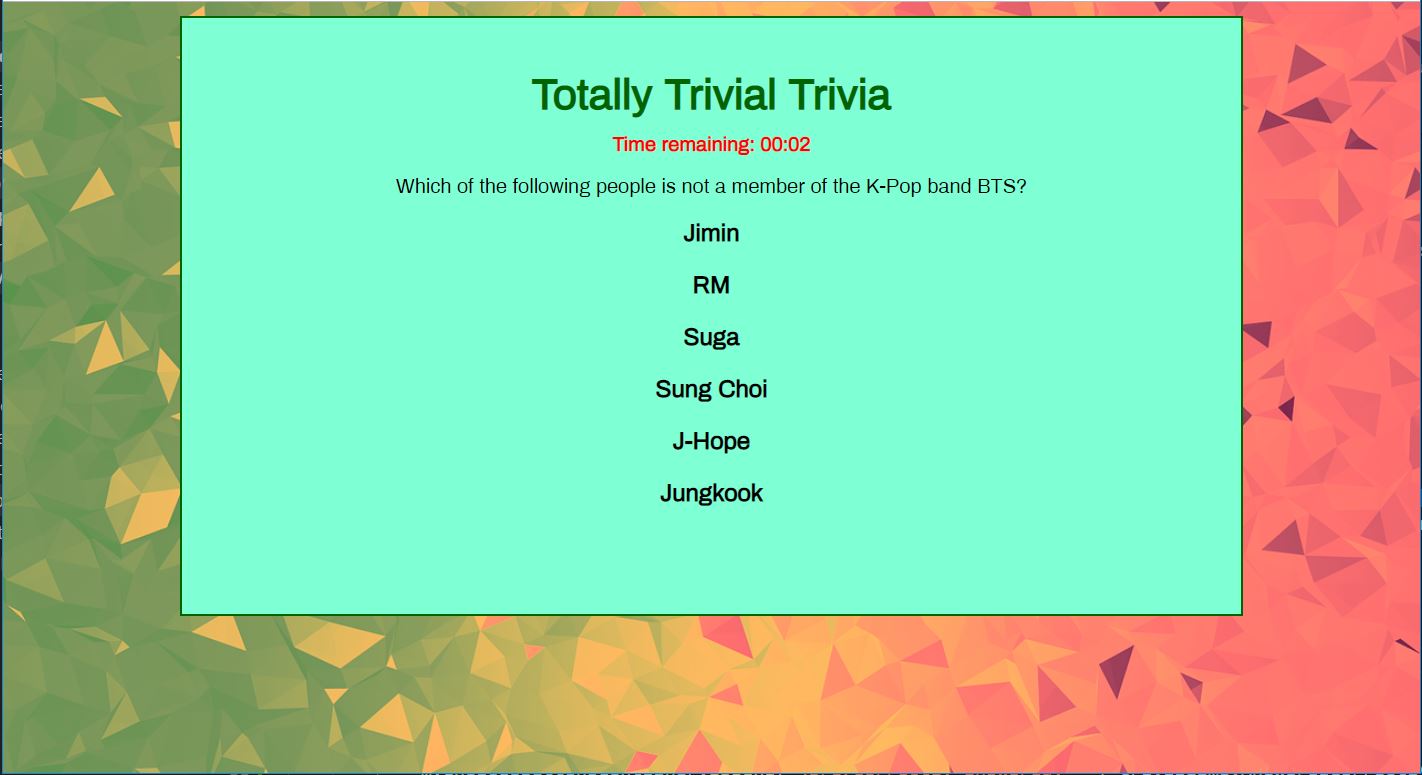 Totally Trivial Trivia
Time remaining: 00:02
Which of the following people is not a member of the K-Pop band BTS?
Jimin
RM
Suga
Sung Choi
J-Hope
Jungkook